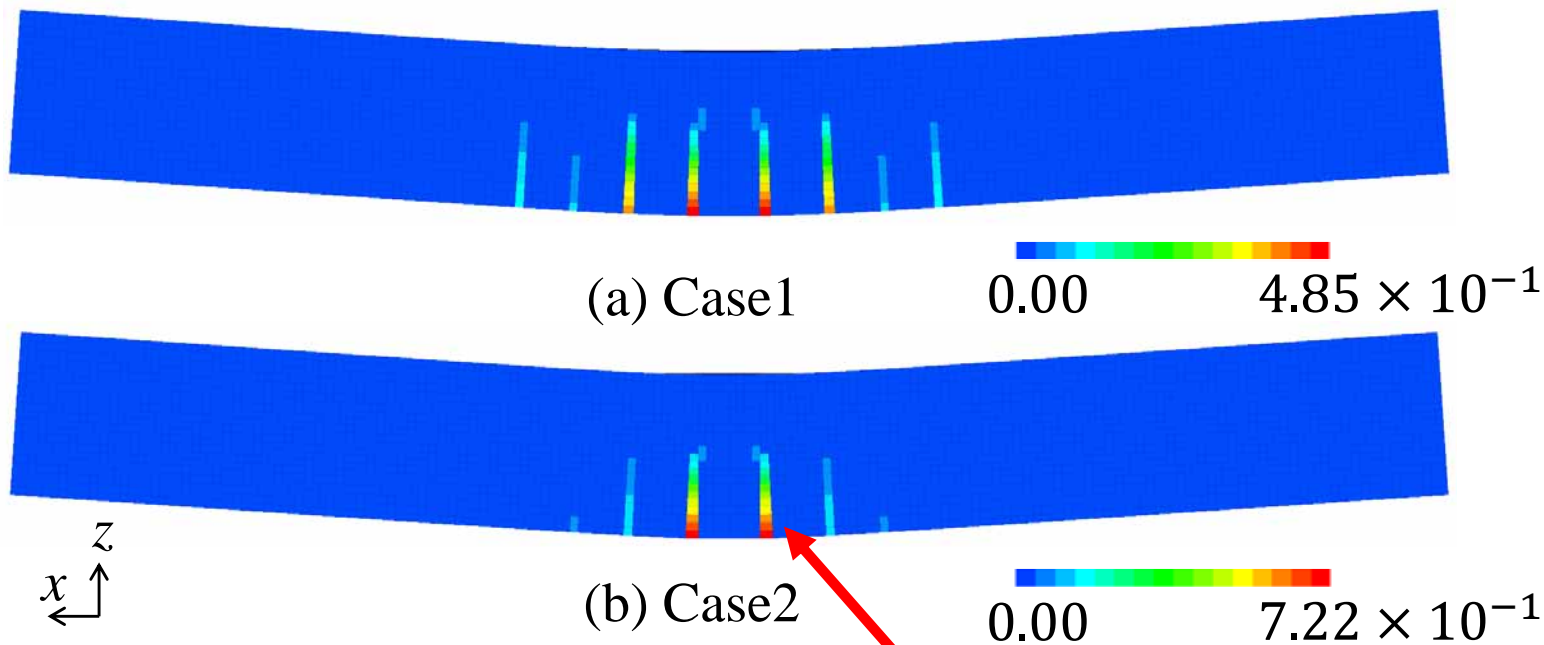 (a) Case1
0.00
4.85 × 10⁻¹
z
x
(b) Case2
0.00
7.22 × 10⁻¹